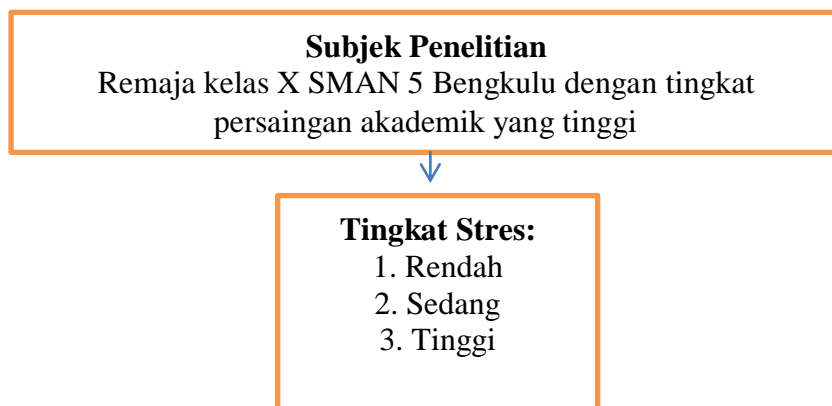 Subjek Penelitian
Remaja kelas X SMAN 5 Bengkulu dengan tingkat
persaingan akademik yang tinggi
Tingkat Stres:
1. Rendah
2. Sedang
3. Tinggi